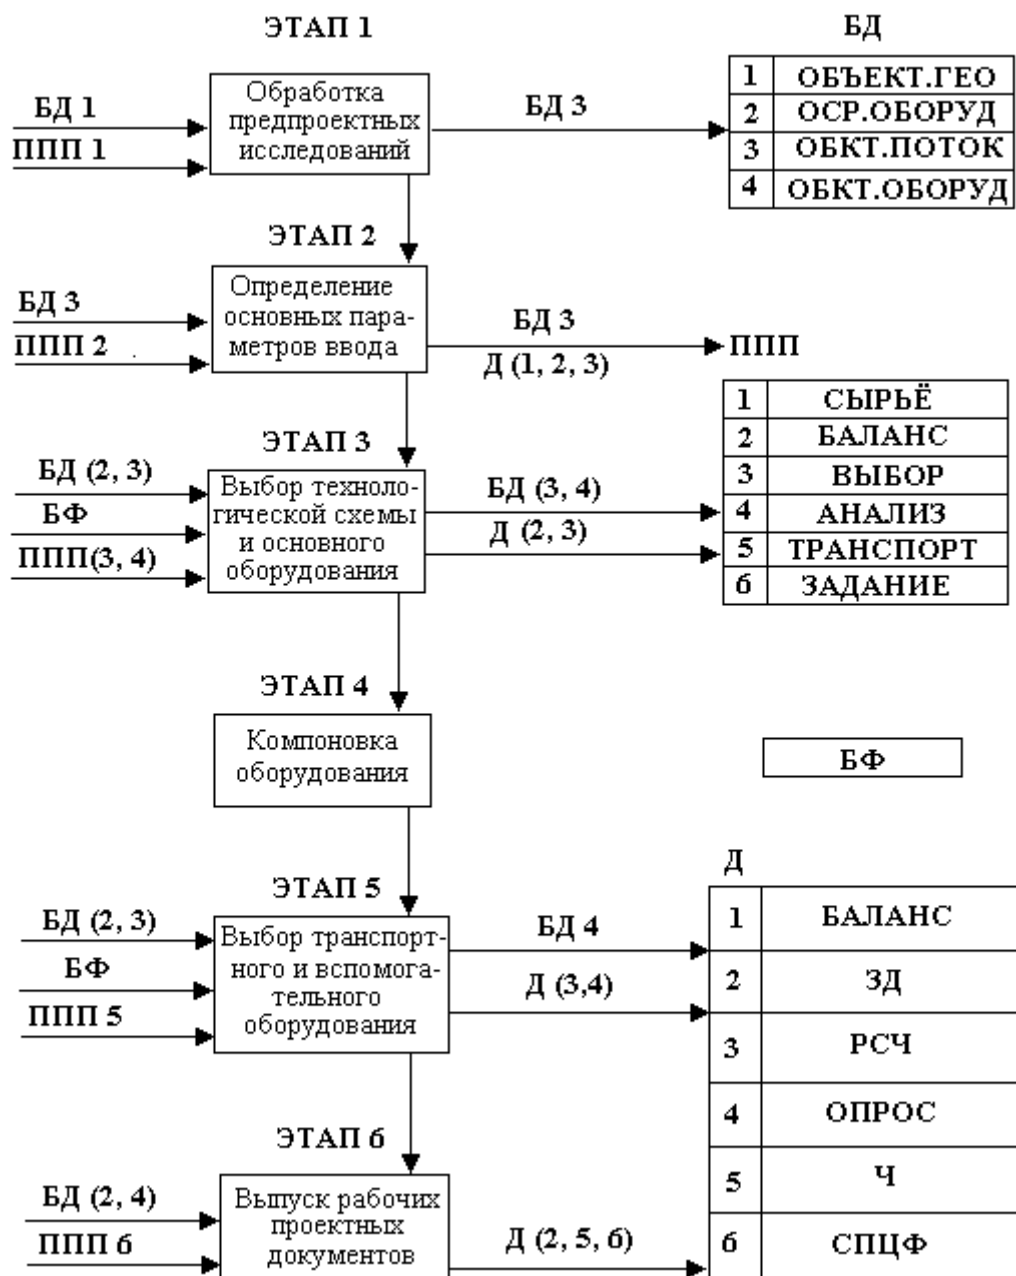 ЭТАП 1
БД
БД 1
ППП 1
Обработка
предпроектных
исследований
БД 3
1 ОБЪЕКТ.ГЕО
2 ОСР.ОБОРУД
3 ОБКТ.ПОТОК
4 ОБКТ.ОБОРУД
ЭТАП 2
БД 3
ППП 2
Определение
основных пара-
метров ввода
БД 3
Д (1, 2, 3)
ППП
1 СЫРЬЁ
2 БАЛАНС
3 ВЫБОР
4 АНАЛИЗ
5 ТРАНСПОРТ
6 ЗАДАНИЕ
ЭТАП 3
БД (2, 3)
БФ
ППП(3, 4)
Выбор техноло-
гической схемы
и основного
оборудования
БД (3, 4)
Д (2, 3)
ЭТАП 4
Компоновка
оборудования
БФ
ЭТАП 5
БД (2, 3)
БФ
ППП 5
Выбор транспорт-
ного и вспомога-
тельного
оборудования
БД 4
Д (3,4)
Д
1 БАЛАНС
2 ЗД
3 РСЧ
4 ОПРОС
5 Ч
6 СПЦФ
ЭТАП 6
БД (2, 4)
ППП 6
Выпуск рабочих
проектных
документов
Д (2, 5, 6)